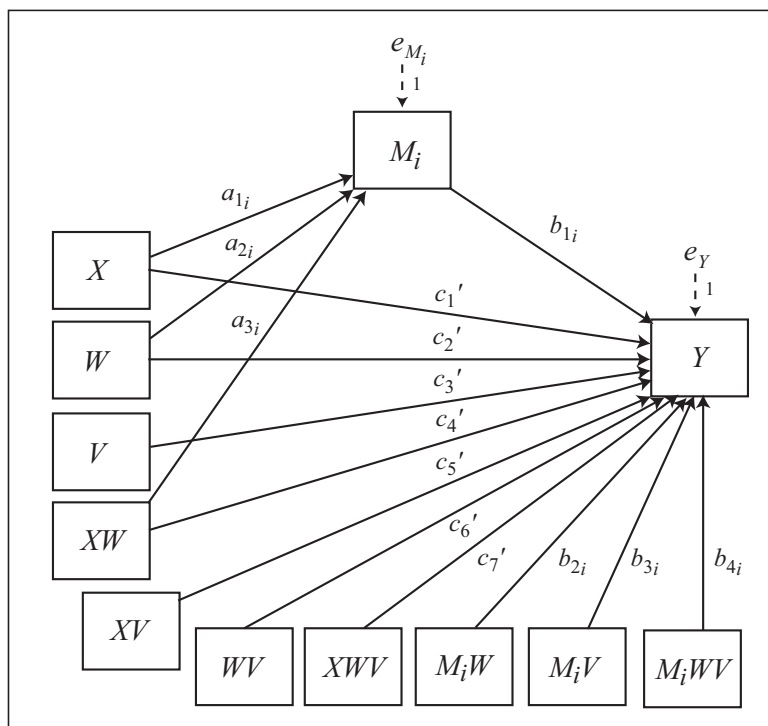 e_{M_i}
1
M_i
a_{1_i}
a_{2_i}
b_{1_i}
e_Y
1
X
a_{3_i}
c_1′
W
c_2′
Y
c_3′
V
c_4′
c_5′
XW
c_6′
c_7′
b_{2_i}
b_{3_i}
b_{4_i}
XV
WV
XWV
M_iW
M_iV
M_iWV